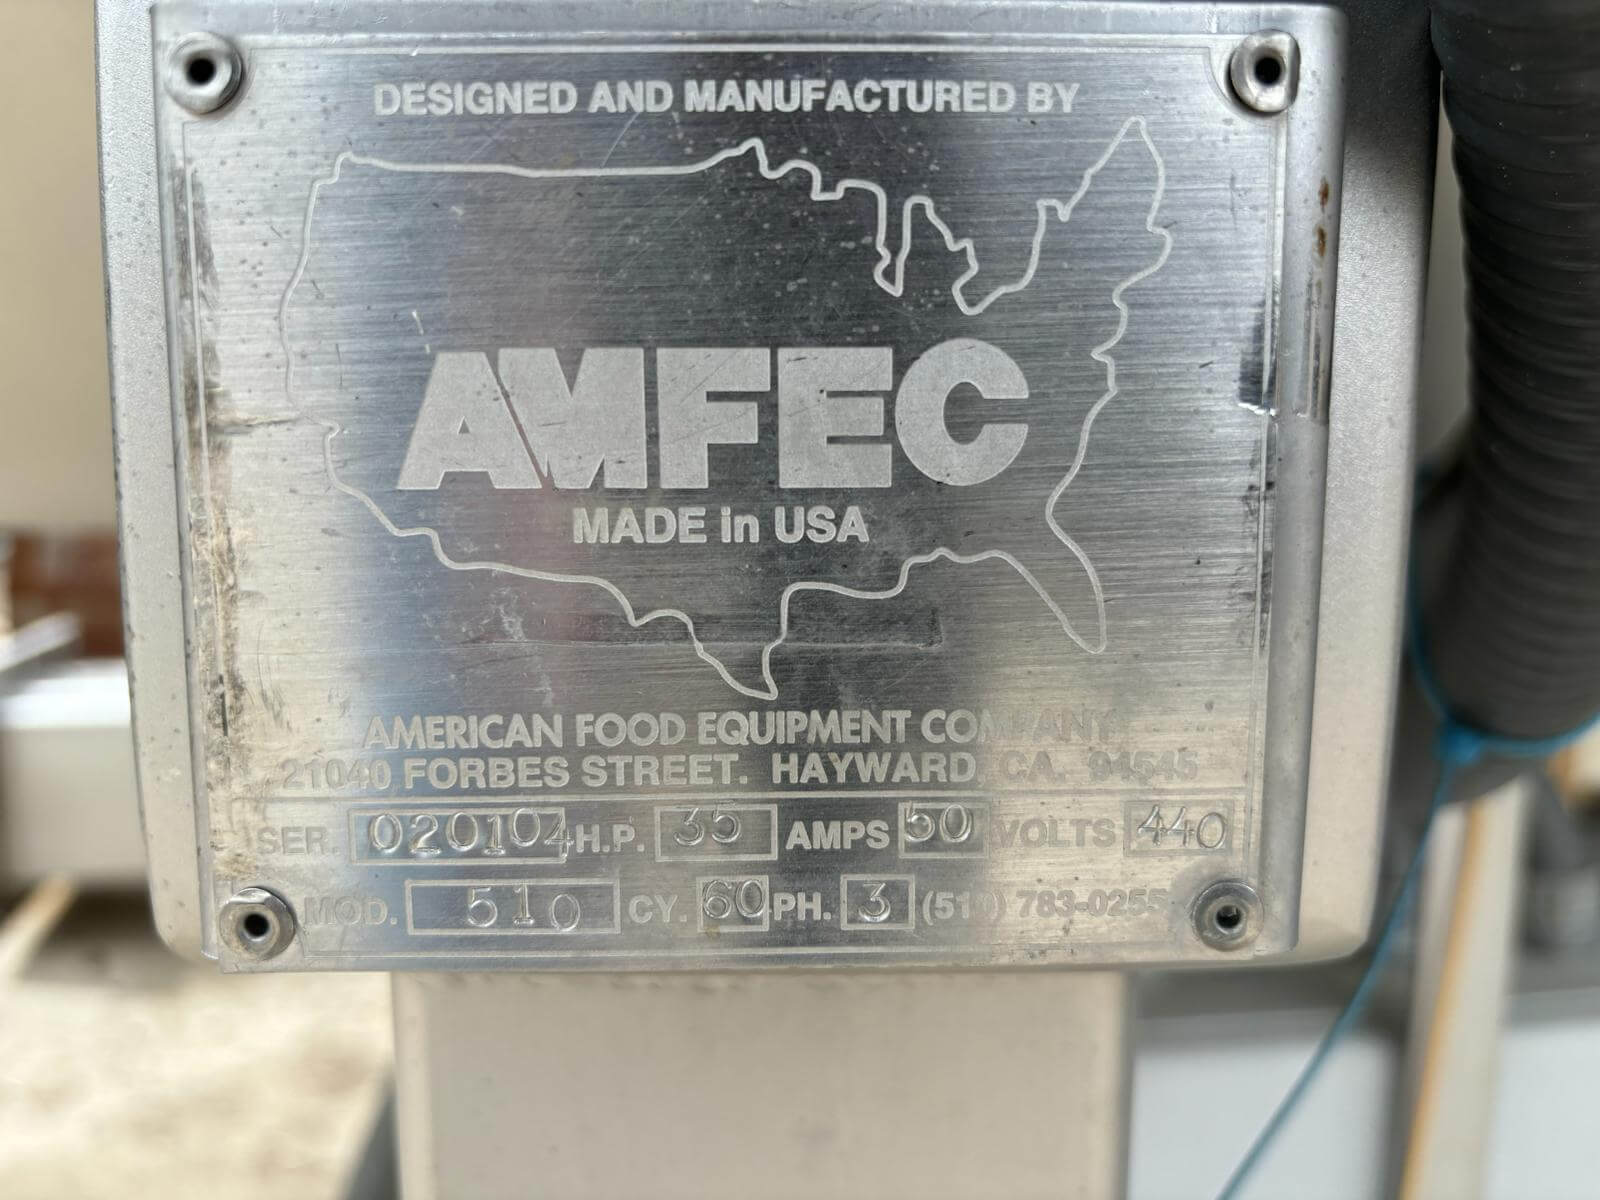 DESIGNED AND MANUFACTURED BY
AMFEC
MADE in USA
AMERICAN FOOD EQUIPMENT COMPANY
21040 FORBES STREET. HAYWARD, CA. 94545
SER. 020104 H.P. 35 AMPS 50 VOLTS 440
MOD. 510 CY. 60 PH. 3 (510) 783-0255